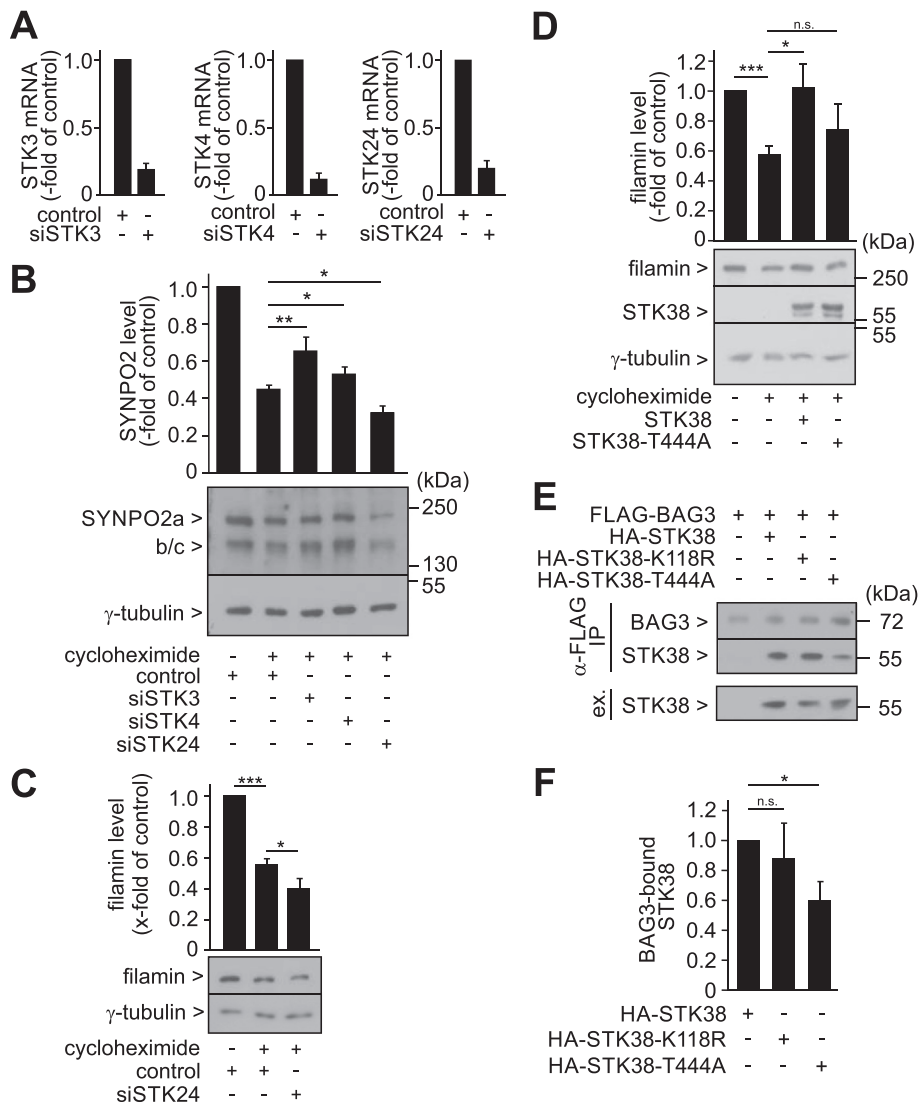 A
STK3 mRNA
(-fold of control)
1.0
0.5
0
control + -
siSTK3 - +
STK4 mRNA
(-fold of control)
1.0
0.5
0
control + -
siSTK4 - +
STK24 mRNA
(-fold of control)
1.0
0.5
0
control + -
siSTK24 - +
B
SYNPO2 level
(-fold of control)
1.0
0.8
0.6
0.4
0.2
0
*
*
**
(kDa)
SYNPO2a >
b/c >
250
130
55
γ-tubulin >
cycloheximide - + + + +
control + + - - -
siSTK3 - - + - -
siSTK4 - - - + -
siSTK24 - - - - +
C
filamin level
(x-fold of control)
1.0
0.8
0.6
0.4
0.2
0
***
*
filamin >
γ-tubulin >
cycloheximide - + +
control + + -
siSTK24 - - +
D
filamin level
(-fold of control)
1.2
1.0
0.8
0.6
0.4
0.2
0
n.s.
*
***
(kDa)
filamin >
250
STK38 >
55
55
γ-tubulin >
cycloheximide - + + +
STK38 - - + -
STK38-T444A - - - +
E
FLAG-BAG3 + + + +
HA-STK38 - + - -
HA-STK38-K118R - - + -
HA-STK38-T444A - - - +
(kDa)
α-FLAG
IP
BAG3 >
72
STK38 >
55
ex.
STK38 >
55
F
BAG3-bound
STK38
1.2
1.0
0.8
0.6
0.4
0.2
0
*
n.s.
HA-STK38 + - -
HA-STK38-K118R - + -
HA-STK38-T444A - - +